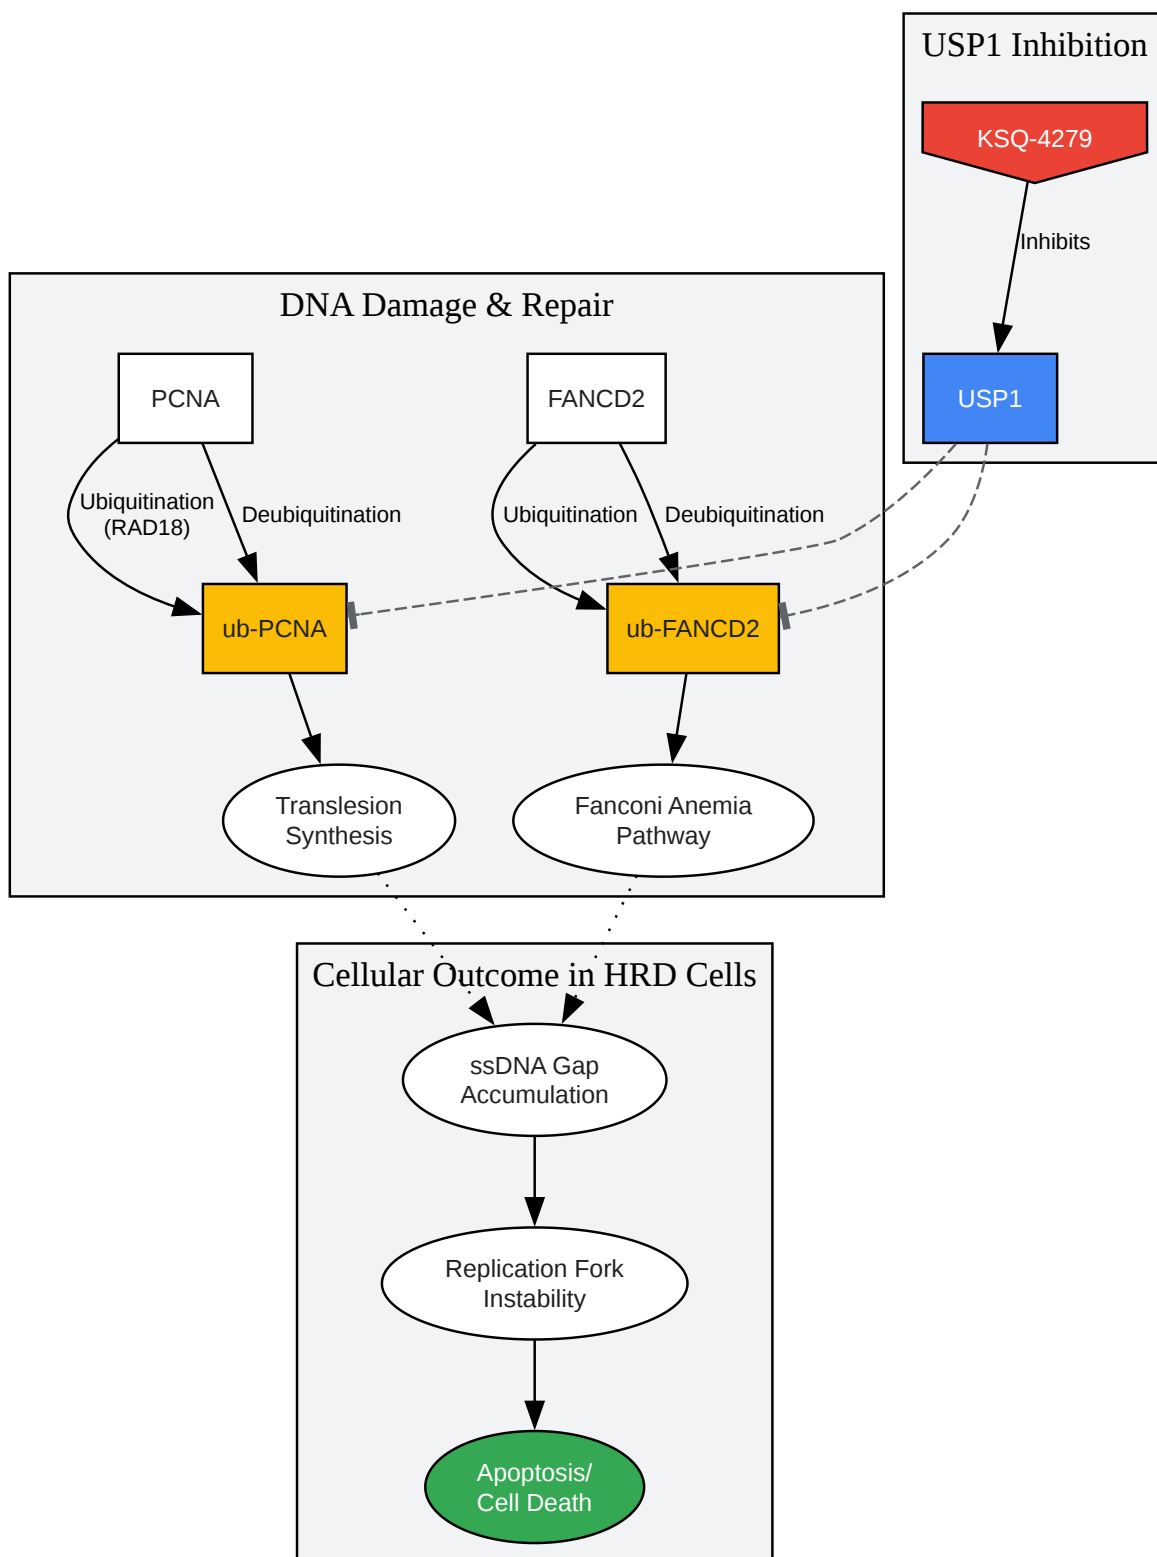 USP1 Inhibition
KSQ-4279
Inhibits
USP1
DNA Damage & Repair
PCNA
FANCD2
Ubiquitination
(RAD18)
Deubiquitination
Ubiquitination
Deubiquitination
ub-PCNA
ub-FANCD2
Translesion
Synthesis
Fanconi Anemia
Pathway
Cellular Outcome in HRD Cells
ssDNA Gap
Accumulation
Replication Fork
Instability
Apoptosis/
Cell Death